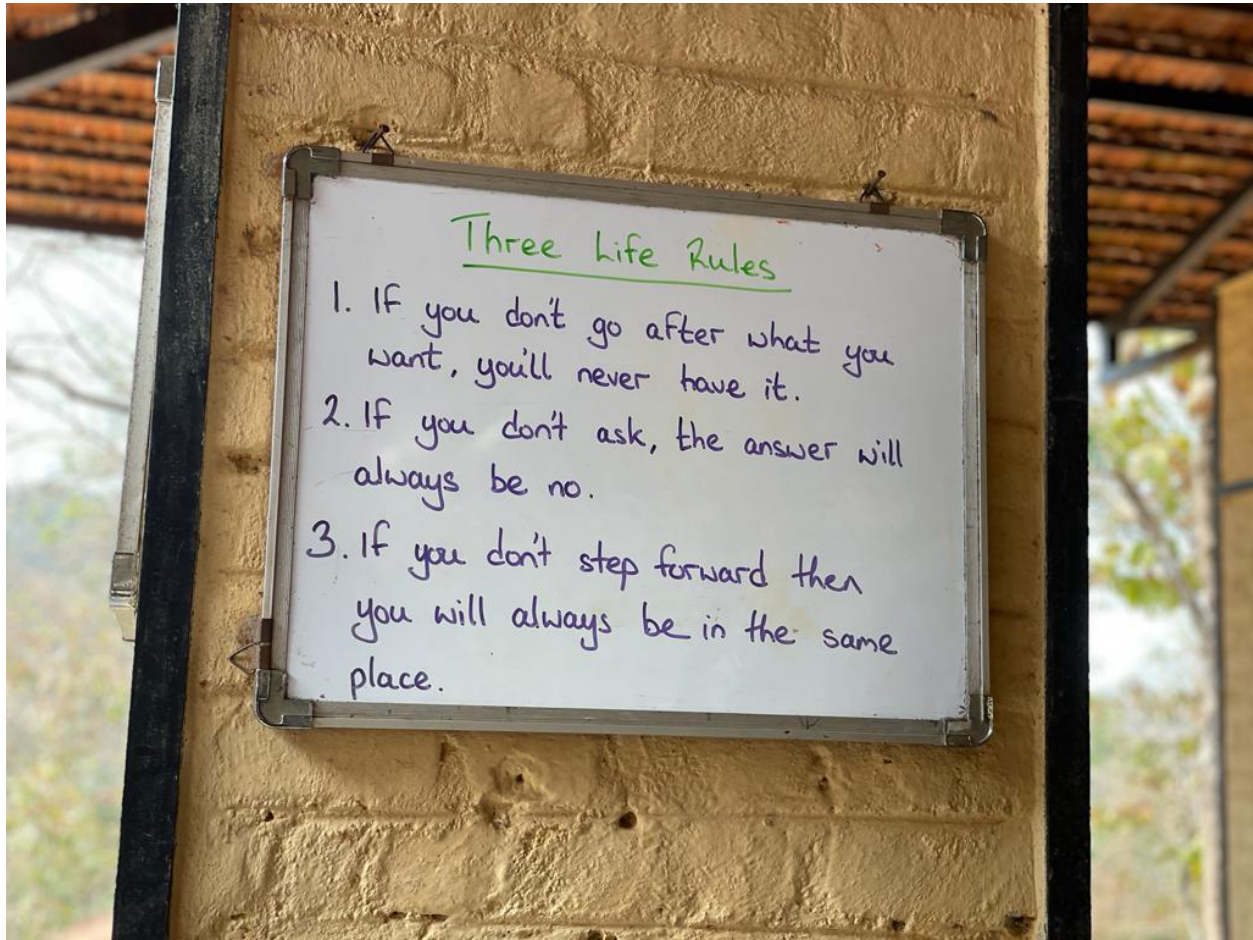 Three Life Rules
1. If you don't go after what you
want, you'll never have it.
2. If you don't ask, the answer will
always be no.
3. If you don't step forward then
you will always be in the same
place.